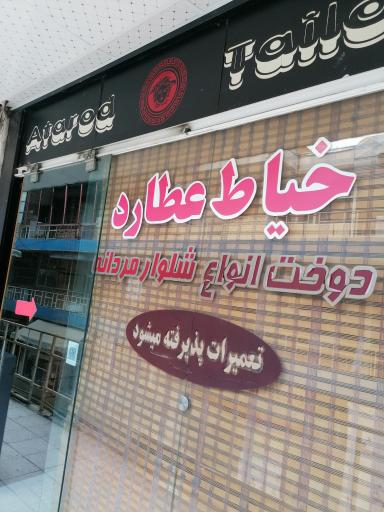 Atarod Tailo
خیاط عطارد
دوخت انواع شلوار مردانه
تعمیرات پذیرفته میشود